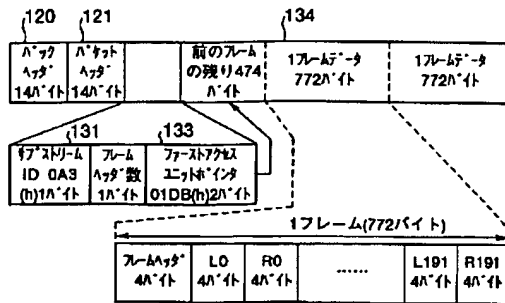 120
121
134
パック
ヘッダ
14バイト
パケット
ヘッダ
14バイト
前のフレーム
の残り474
バイト
1フレームデータ
772バイト
1フレームデータ
772バイト
131
133
サブストリーム
ID 0A3
(h)1バイト
フレーム
ヘッダ数
1バイト
ファーストアクセス
ユニットポインタ
01DB(h)2バイト
1フレーム(772バイト)
フレームヘッダ
4バイト
L0
4バイト
R0
4バイト
……
L191
4バイト
R191
4バイト